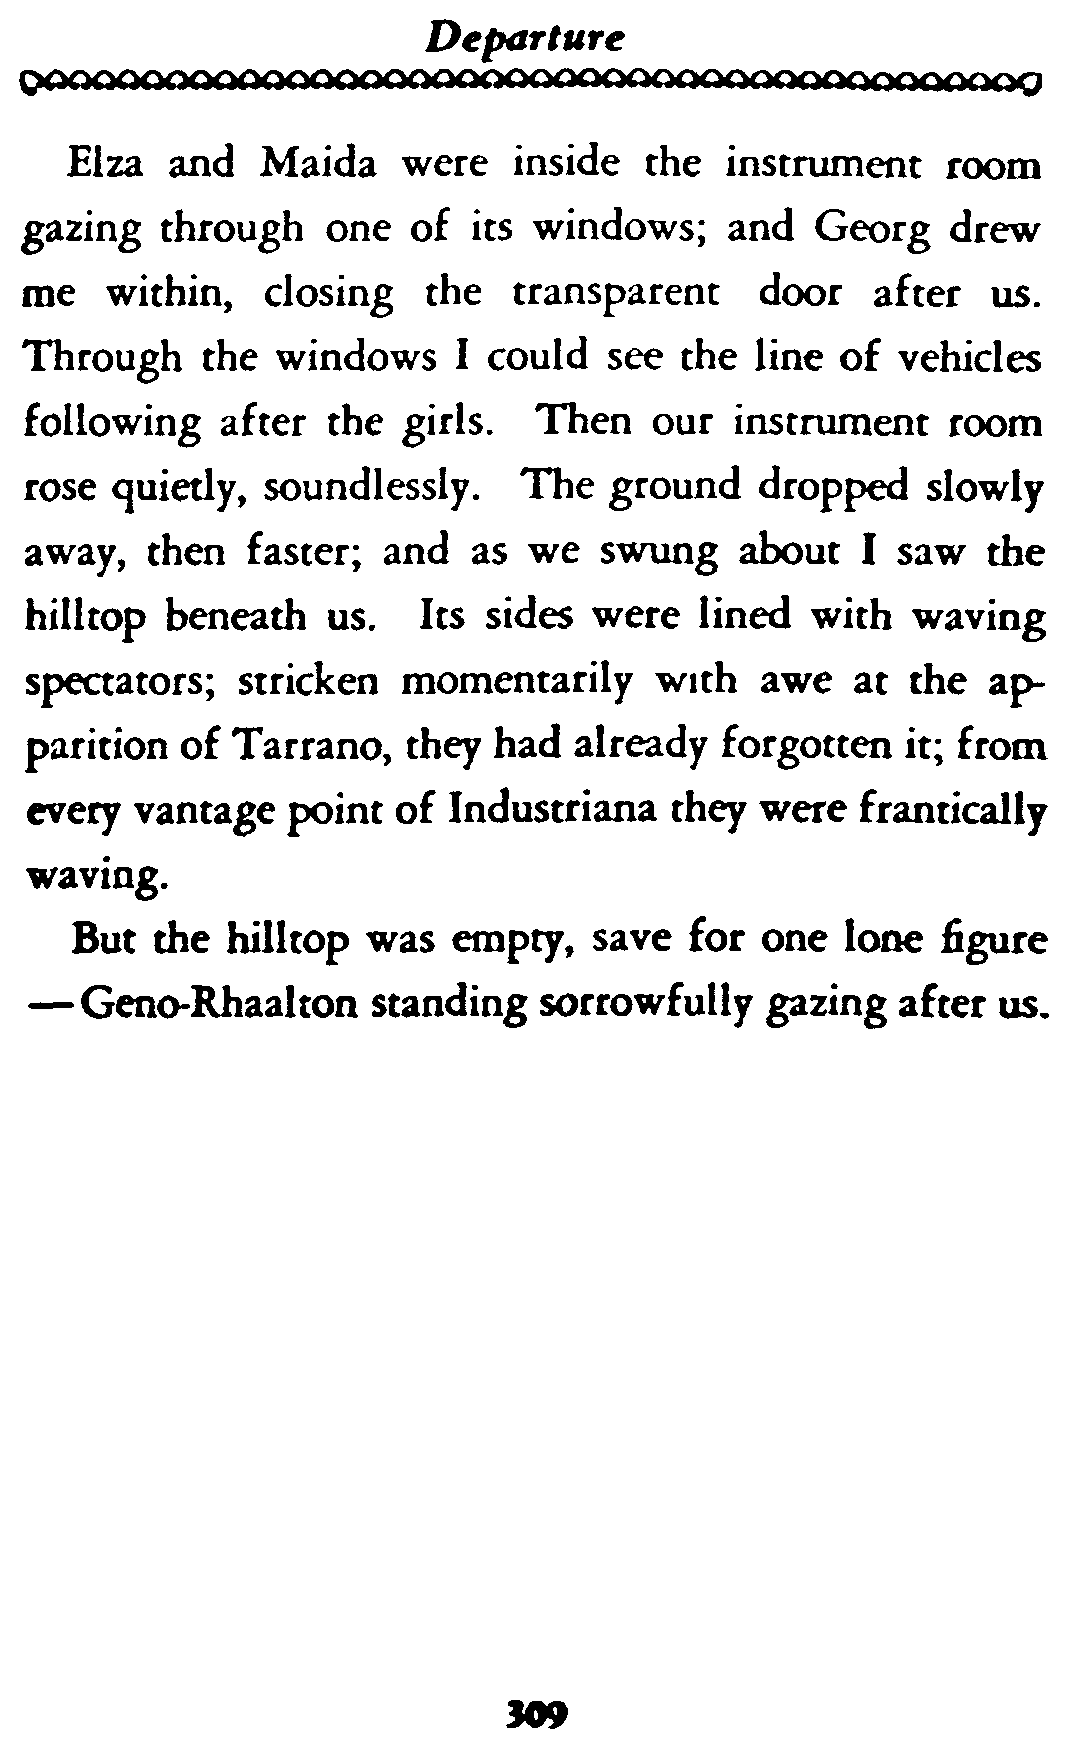 Departure
Elza and Maida were inside the instrument room
gazing through one of its windows; and Georg drew
me within, closing the transparent door after us.
Through the windows I could see the line of vehicles
following after the girls. Then our instrument room
rose quietly, soundlessly. The ground dropped slowly
away, then faster; and as we swung about I saw the
hilltop beneath us. Its sides were lined with waving
spectators; stricken momentarily with awe at the ap-
parition of Tarrano, they had already forgotten it; from
every vantage point of Industriana they were frantically
waving.
But the hilltop was empty, save for one lone figure
—Geno-Rhaalton standing sorrowfully gazing after us.
309